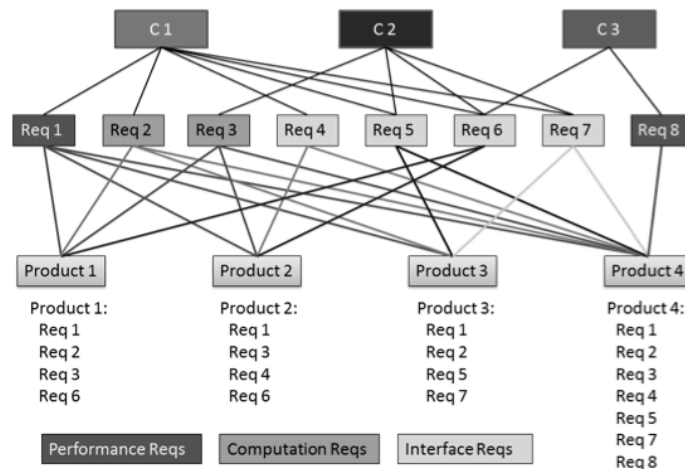 C 1 C 2 C 3
Req 1 Req 2 Req 3 Req 4 Req 5 Req 6 Req 7 Req 8
Product 1 Product 2 Product 3 Product 4
Product 1: Product 2: Product 3: Product 4:
Req 1 Req 1 Req 1 Req 1
Req 2 Req 3 Req 2 Req 2
Req 3 Req 4 Req 5 Req 3
Req 6 Req 6 Req 7 Req 4
Req 5
Performance Reqs Computation Reqs Interface Reqs Req 7
Req 8